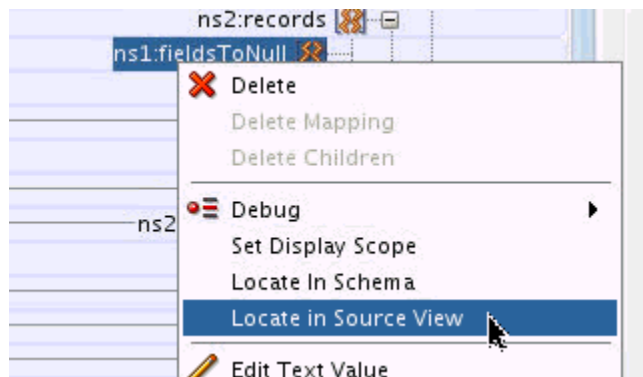 ns2:records
ns1:fieldsToNull
Delete
Delete Mapping
Delete Children
Debug
ns2
Set Display Scope
Locate In Schema
Locate in Source View
Edit Text Value